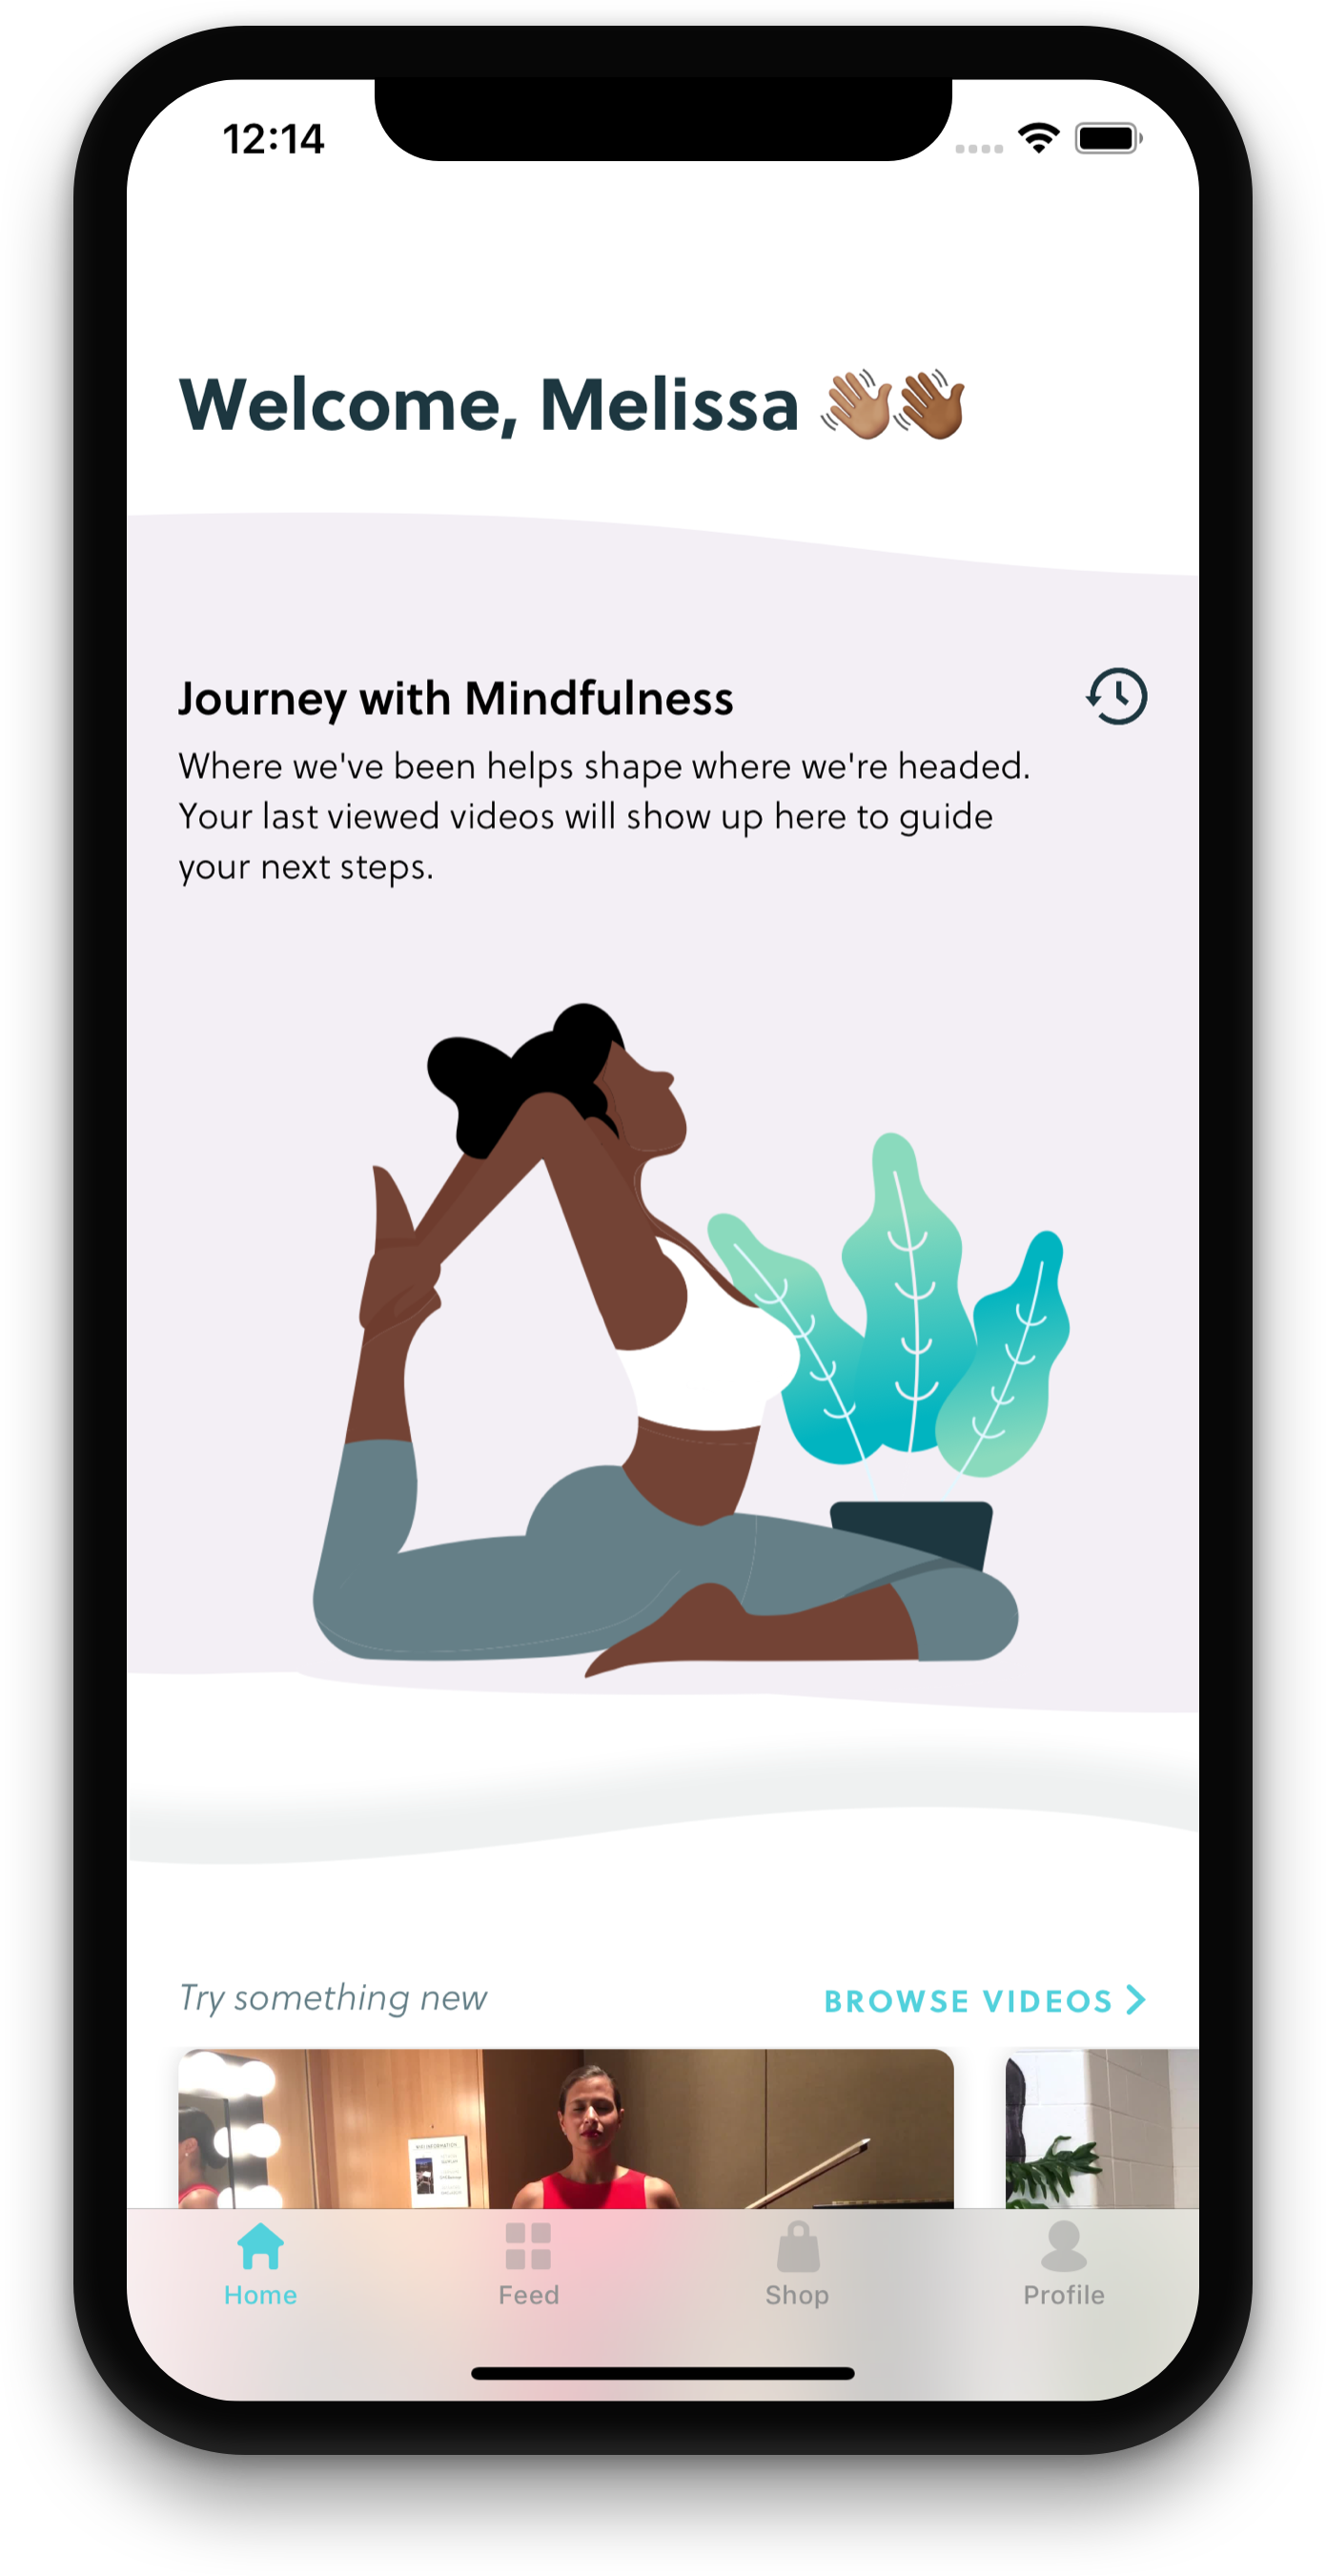 12:14
Welcome, Melissa 👋🏽👋🏾
Journey with Mindfulness
Where we've been helps shape where we're headed.
Your last viewed videos will show up here to guide
your next steps.
Try something new
BROWSE VIDEOS
Home
Feed
Shop
Profile